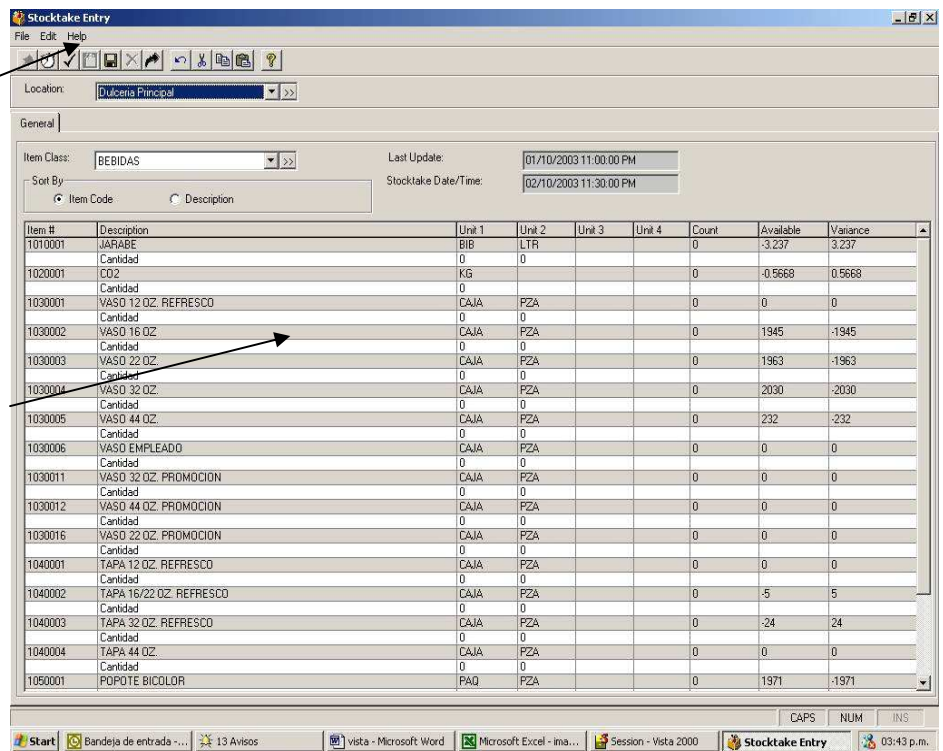 Stocktake Entry
File Edit Help
Location: Dulceria Principal >>
General
Item Class: BEBIDAS >> Last Update: 01/10/2003 11:00:00 PM
Sort By Stocktake Date/Time: 02/10/2003 11:30:00 PM
Item Code Description
Item # Description Unit 1 Unit 2 Unit 3 Unit 4 Count Available Variance
1010001 JARABE BIB LTR 0 -3.237 3.237
Cantidad 0 0
1020001 CO2 KG 0 -0.5668 0.5668
Cantidad 0
1030001 VASO 12 OZ. REFRESCO CAJA PZA 0 0 0
Cantidad 0 0
1030002 VASO 16 OZ CAJA PZA 0 1945 -1945
Cantidad 0 0
1030003 VASO 22 OZ. CAJA PZA 0 1963 -1963
Cantidad 0 0
1030004 VASO 32 OZ. CAJA PZA 0 2030 -2030
Cantidad 0 0
1030005 VASO 44 OZ. CAJA PZA 0 232 -232
Cantidad 0 0
1030006 VASO EMPLEADO CAJA PZA 0 0 0
Cantidad 0 0
1030011 VASO 32 OZ. PROMOCION CAJA PZA 0 0 0
Cantidad 0 0
1030012 VASO 44 OZ. PROMOCION CAJA PZA 0 0 0
Cantidad 0 0
1030016 VASO 22 OZ. PROMOCION CAJA PZA 0 0 0
Cantidad 0 0
1040001 TAPA 12 OZ. REFRESCO CAJA PZA 0 0 0
Cantidad 0 0
1040002 TAPA 16/22 OZ. REFRESCO CAJA PZA 0 -5 5
Cantidad 0 0
1040003 TAPA 32 OZ. REFRESCO CAJA PZA 0 -24 24
Cantidad 0 0
1040004 TAPA 44 OZ. CAJA PZA 0 0 0
Cantidad 0 0
1050001 POPOTE BICOLOR PAQ PZA 0 1971 -1971
CAPS NUM INS
Start Bandeja de entrada -... 13 Avisos vista - Microsoft Word Microsoft Excel - ima... Session - Vista 2000 Stocktake Entry 03:43 p.m.